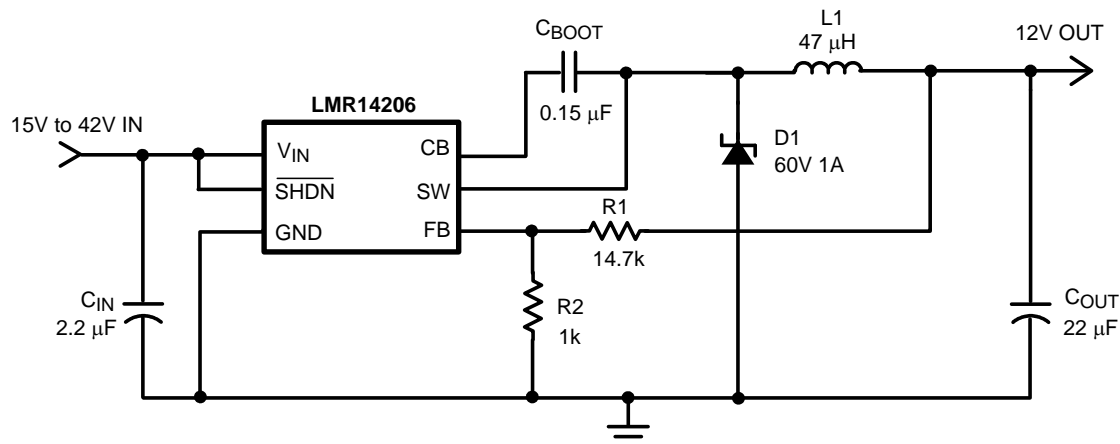 L1
47 μH
12V OUT
CBOOT
0.15 μF
LMR14206
15V to 42V IN
VIN
CB
SHDN
SW
GND
FB
D1
60V 1A
R1
14.7k
CIN
2.2 μF
R2
1k
COUT
22 μF